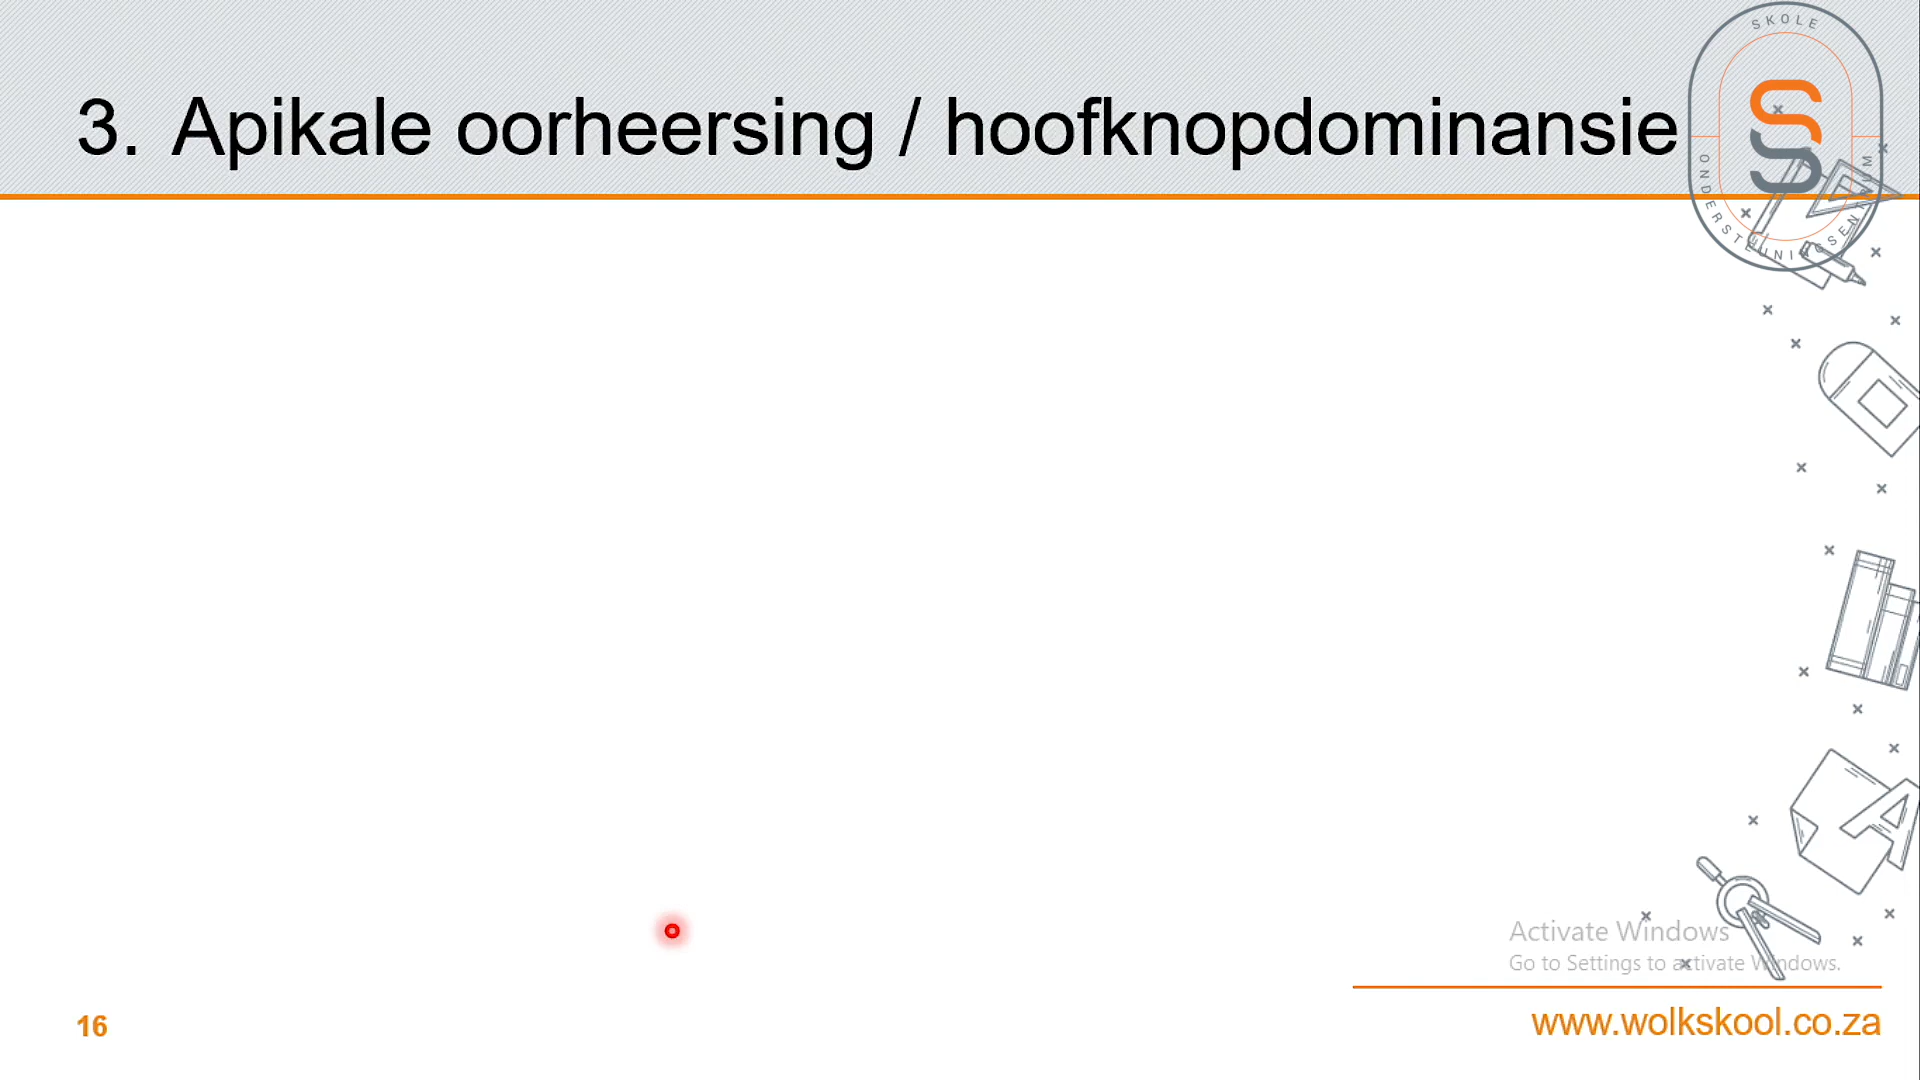 SKOLE
3. Apikale oorheersing / hoofknopdominansie
ONDERSTEUNINGSENTRUM
A
Activate Windows
Go to Settings to activate Windows.
16
www.wolkskool.co.za